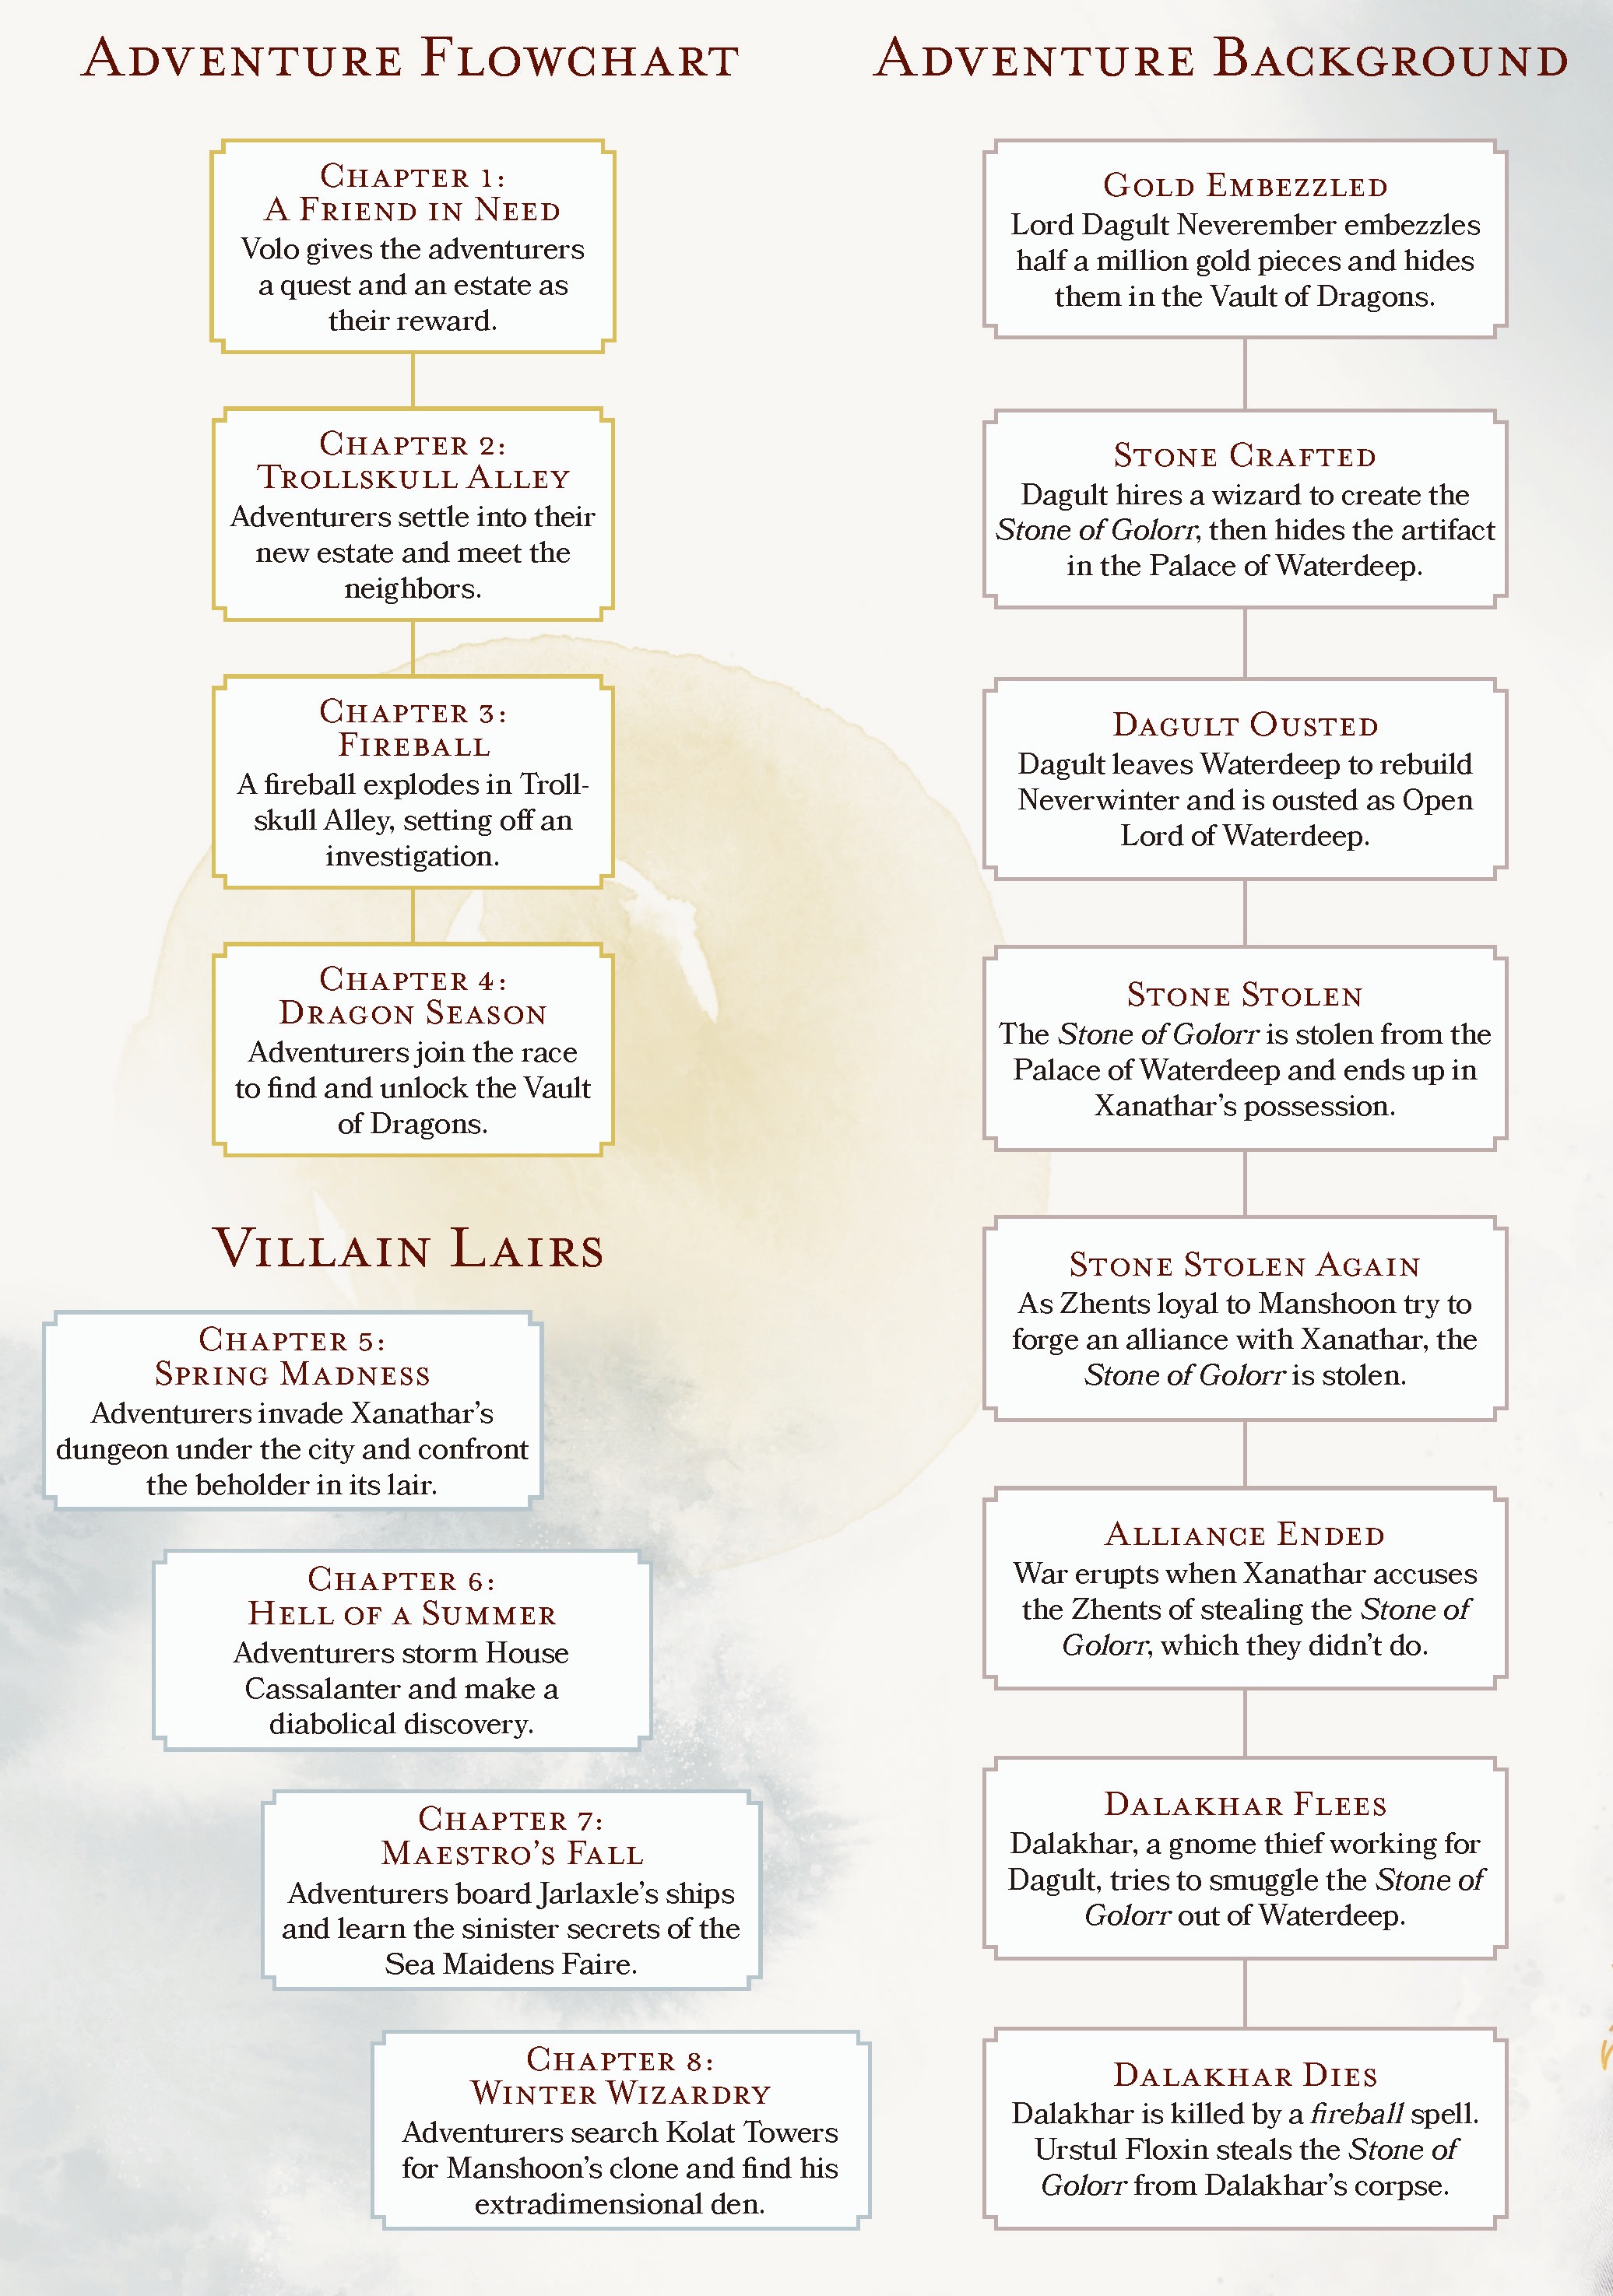 Adventure Flowchart
Chapter 1:
A Friend in Need
Volo gives the adventurers
a quest and an estate as
their reward.
Chapter 2:
Trollskull Alley
Adventurers settle into their
new estate and meet the
neighbors.
Chapter 3:
Fireball
A fireball explodes in Troll-
skull Alley, setting off an
investigation.
Chapter 4:
Dragon Season
Adventurers join the race
to find and unlock the Vault
of Dragons.
Villain Lairs
Chapter 5:
Spring Madness
Adventurers invade Xanathar’s
dungeon under the city and confront
the beholder in its lair.
Chapter 6:
Hell of a Summer
Adventurers storm House
Cassalanter and make a
diabolical discovery.
Chapter 7:
Maestro’s Fall
Adventurers board Jarlaxle’s ships
and learn the sinister secrets of the
Sea Maidens Faire.
Chapter 8:
Winter Wizardry
Adventurers search Kolat Towers
for Manshoon’s clone and find his
extradimensional den.
Adventure Background
Gold Embezzled
Lord Dagult Neverember embezzles
half a million gold pieces and hides
them in the Vault of Dragons.
Stone Crafted
Dagult hires a wizard to create the
Stone of Golorr, then hides the artifact
in the Palace of Waterdeep.
Dagult Ousted
Dagult leaves Waterdeep to rebuild
Neverwinter and is ousted as Open
Lord of Waterdeep.
Stone Stolen
The Stone of Golorr is stolen from the
Palace of Waterdeep and ends up in
Xanathar’s possession.
Stone Stolen Again
As Zhents loyal to Manshoon try to
forge an alliance with Xanathar, the
Stone of Golorr is stolen.
Alliance Ended
War erupts when Xanathar accuses
the Zhents of stealing the Stone of
Golorr, which they didn’t do.
Dalakhar Flees
Dalakhar, a gnome thief working for
Dagult, tries to smuggle the Stone of
Golorr out of Waterdeep.
Dalakhar Dies
Dalakhar is killed by a fireball spell.
Urstul Floxin steals the Stone of
Golorr from Dalakhar’s corpse.